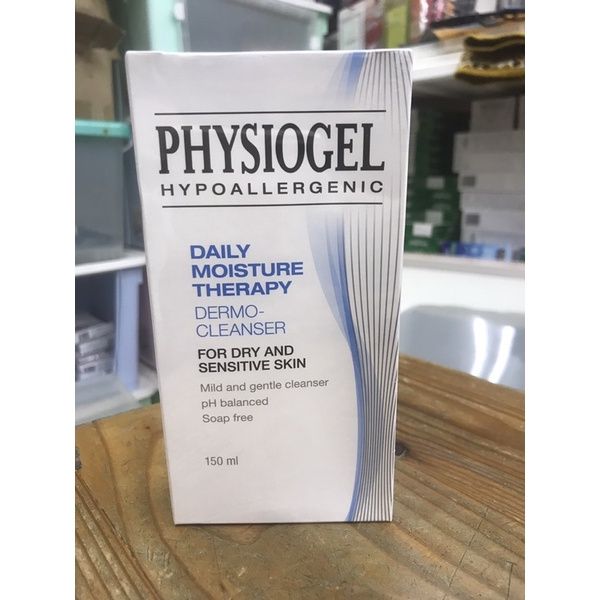 PHYSIOGEL
HYPOALLERGENIC
DAILY
MOISTURE
THERAPY
DERMO-
CLEANSER
FOR DRY AND
SENSITIVE SKIN
Mild and gentle cleanser
pH balanced
Soap free
150 ml